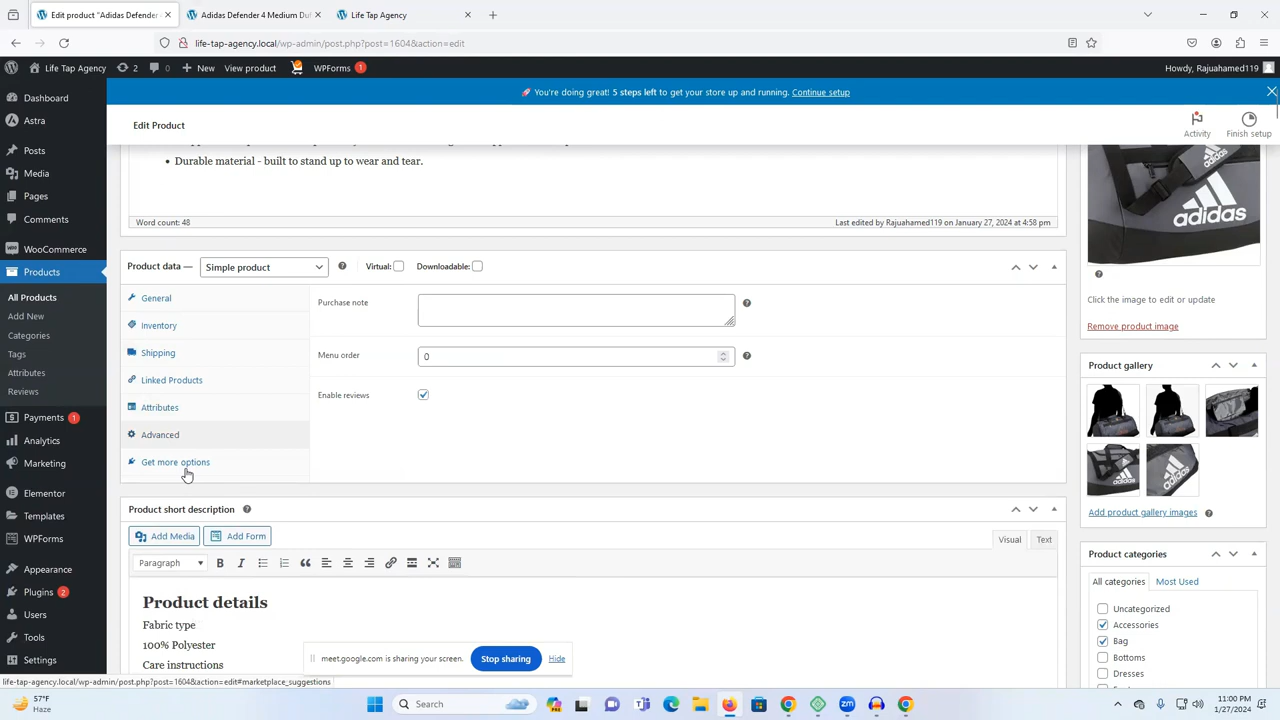 Edit product "Adidas Defender
Adidas Defender 4 Medium Du
Life Tap Agency
life-tap-agency.local/wp-admin/post.php?post=1604&action=edit
Life Tap Agency
2
0
New
View product
WPForms
1
Howdy, Rajuahamed119
🚀 You're doing great! 5 steps left to get your store up and running. Continue setup
Edit Product
Activity
Finish setup
Dashboard
Astra
Posts
Media
Pages
Comments
WooCommerce
Products
All Products
Add New
Categories
Tags
Attributes
Reviews
Payments 1
Analytics
Marketing
Elementor
Templates
WPForms
Appearance
Plugins 2
Users
Tools
Settings
• Durable material - built to stand up to wear and tear.
Word count: 48
Last edited by Rajuahamed119 on January 27, 2024 at 4:58 pm
Product data —
Simple product
Virtual:
Downloadable:
General
Inventory
Shipping
Linked Products
Attributes
Advanced
Get more options
Purchase note
Menu order
0
Enable reviews
Product short description
Add Media
Add Form
Visual
Text
Paragraph
B
I
Product details
Fabric type
100% Polyester
Care instructions
adidas
Click the image to edit or update
Remove product image
Product gallery
Add product gallery images
Product categories
All categories
Most Used
Uncategorized
Accessories
Bag
Bottoms
Dresses
meet.google.com is sharing your screen.
Stop sharing
Hide
life-tap-agency.local/wp-admin/post.php?post=1604&action=edit#marketplace_suggestions
57°F
Haze
Search
11:00 PM
1/27/2024